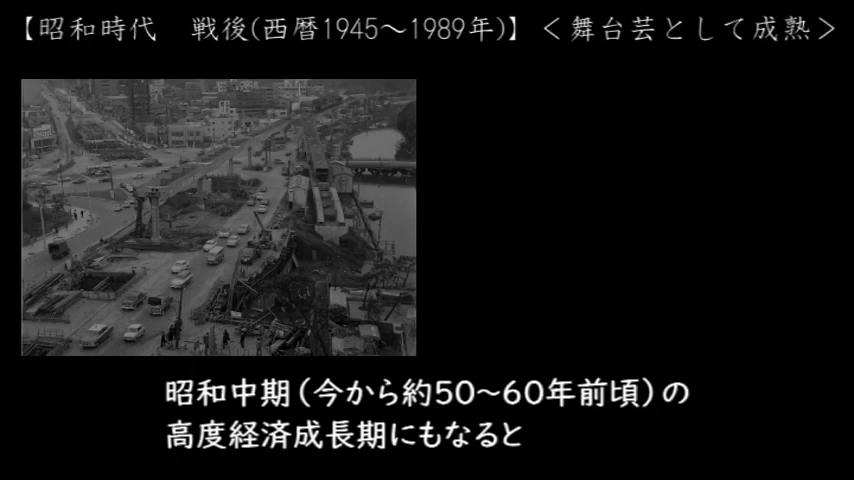 【昭和時代　戦後(西暦1945～1989年)】＜舞台芸として成熟＞
昭和中期（今から約50～60年前頃）の
高度経済成長期にもなると